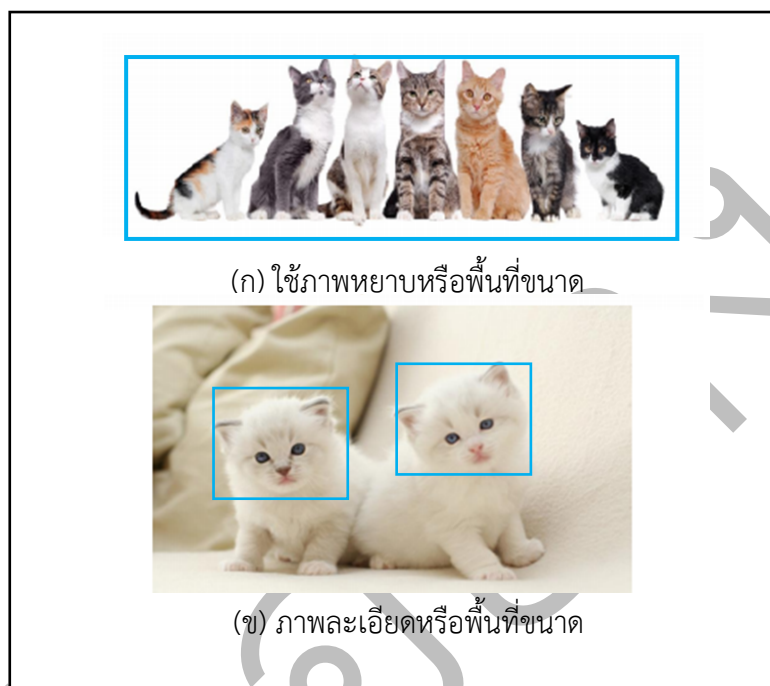 (ก) ใช้ภาพหยาบหรือพื้นที่ขนาด
(ข) ภาพละเอียดหรือพื้นที่ขนาด